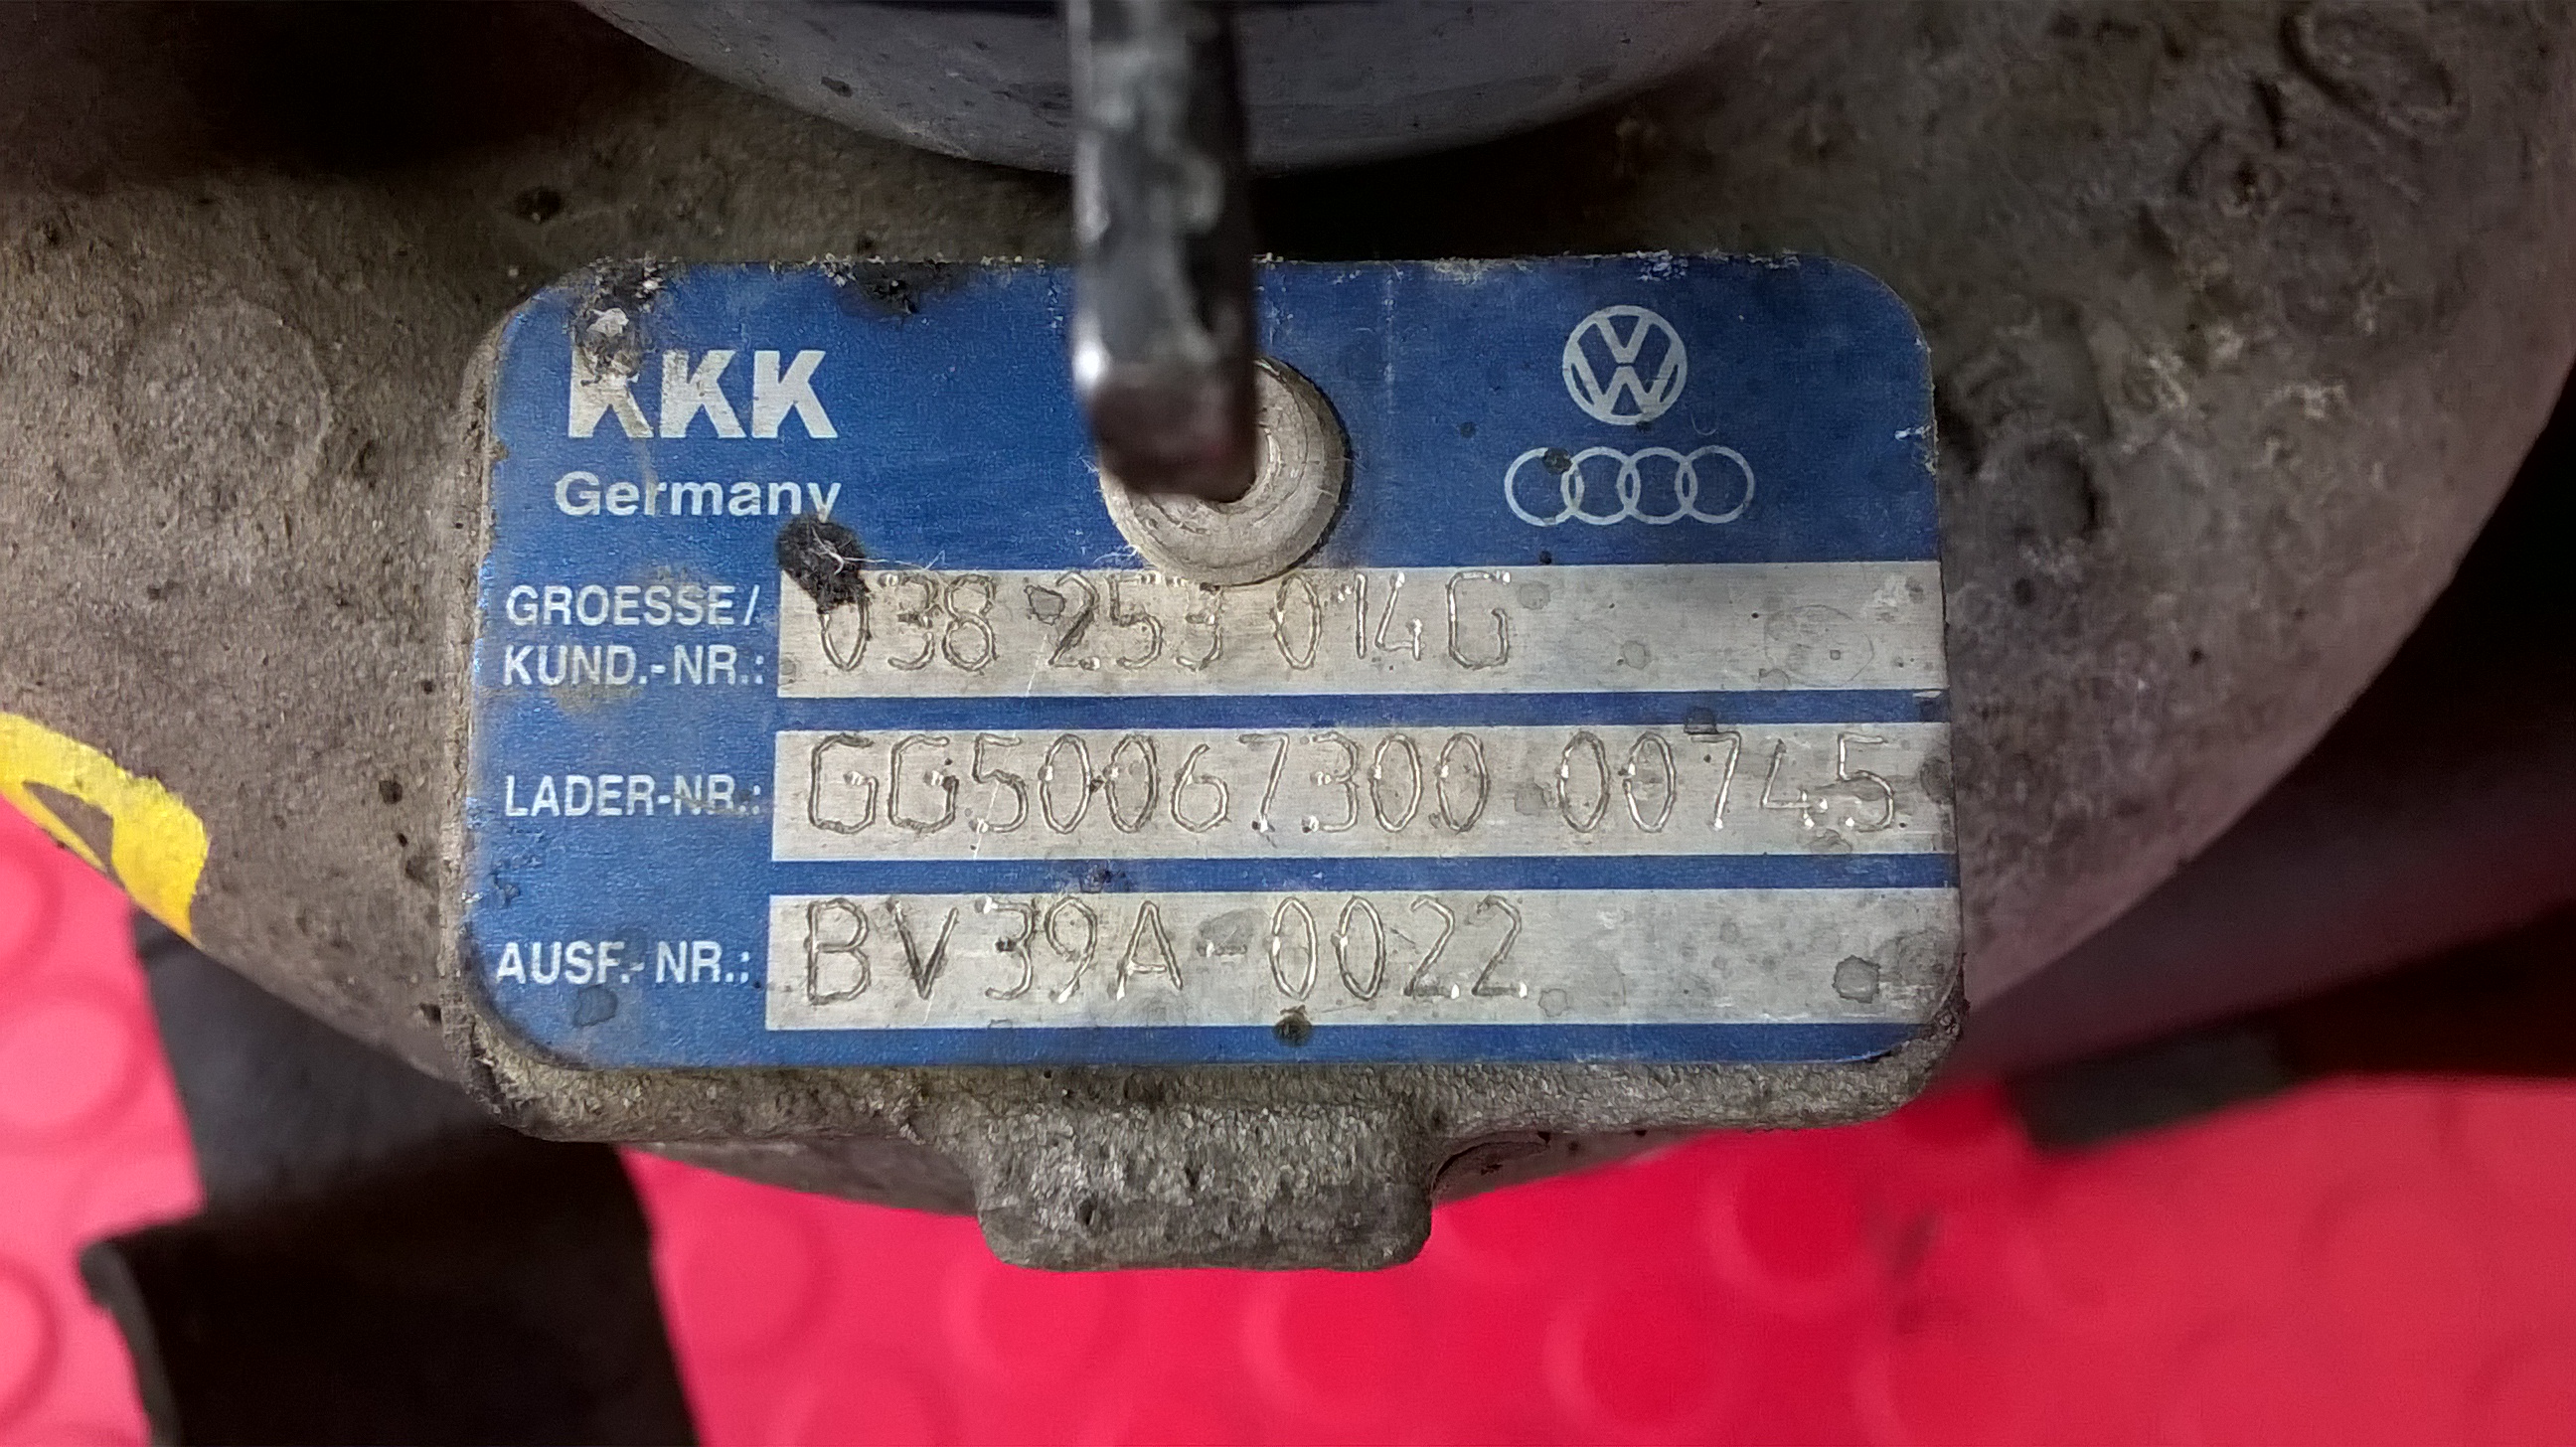 KKK
Germany
GROESSE/
KUND.-NR.: 038 253 014G
LADER-NR.: GG50067300 00745
AUSF.-NR.: BV39A-0022